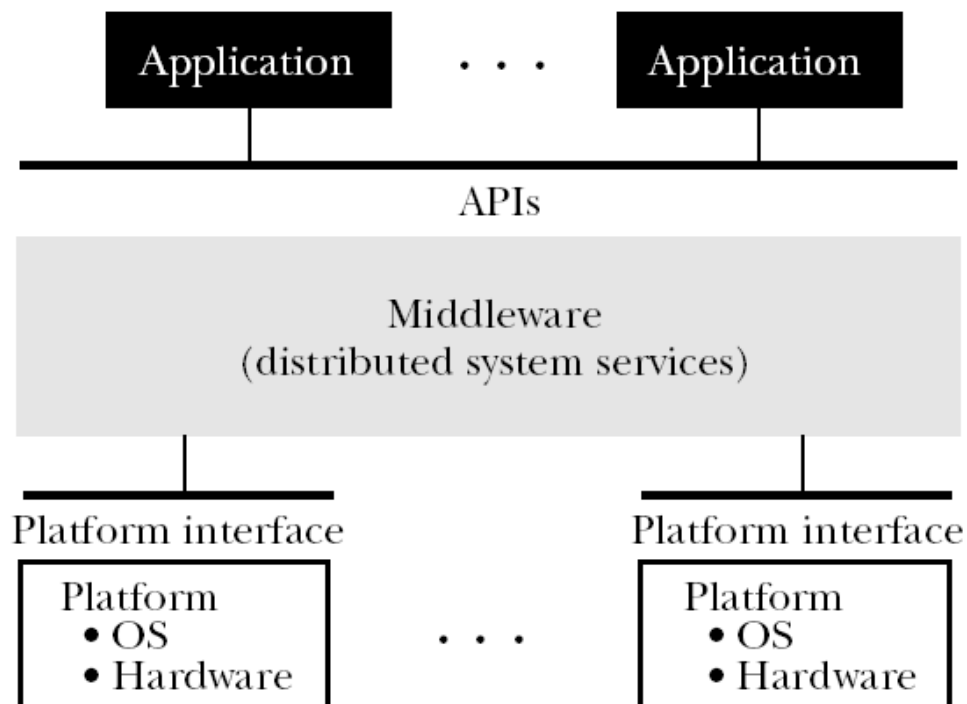 Application . . . Application
APIs
Middleware
(distributed system services)
Platform interface Platform interface
Platform Platform
• OS . . . • OS
• Hardware • Hardware